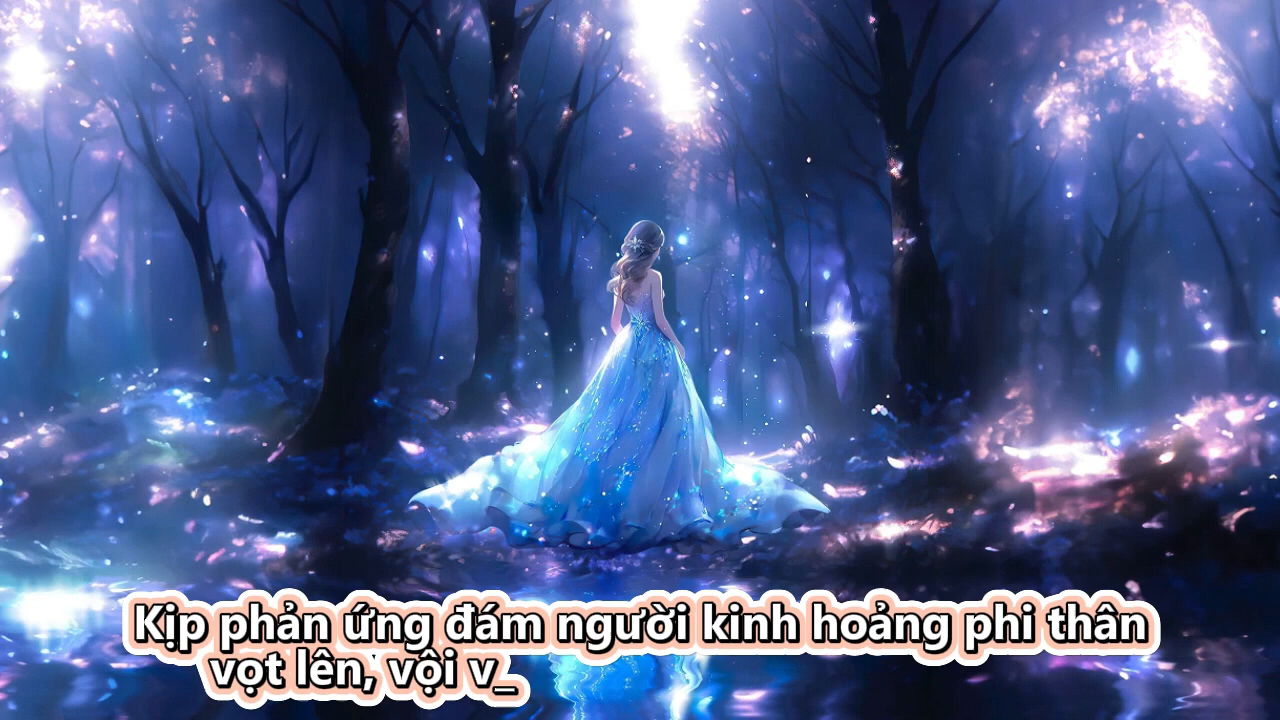 Kịp phản ứng đám người kinh hoảng phi thân
vọt lên, vội v_